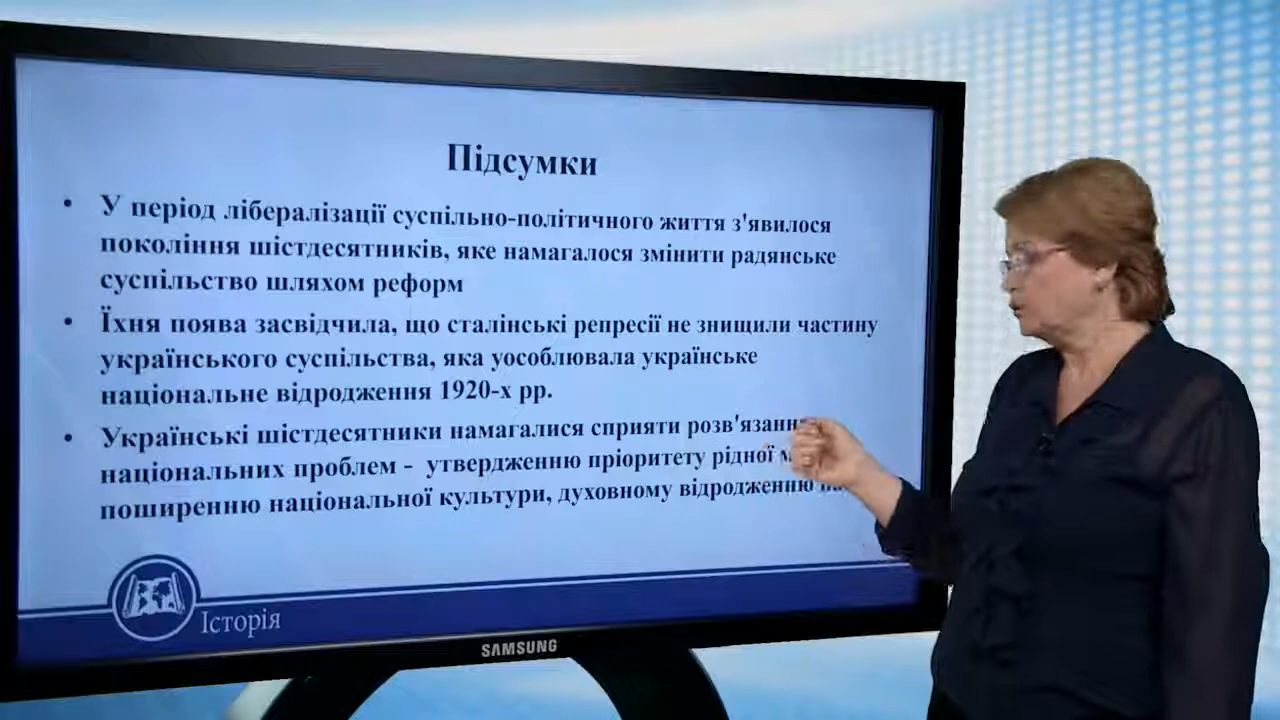 Підсумки
• У період лібералізації суспільно-політичного життя з'явилося
покоління шістдесятників, яке намагалося змінити радянське
суспільство шляхом реформ
• Їхня поява засвідчила, що сталінські репресії не знищили частину
українського суспільства, яка уособлювала українське
національне відродження 1920-х рр.
• Українські шістдесятники намагалися сприяти
національних проблем - утвердженню пріоритету рідної
поширенню національної культури, духовному відродженню
Історія
SAMSUNG